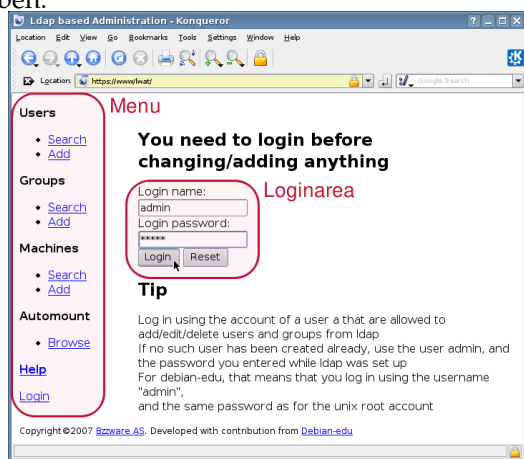 ben.
Ldap based Administration - Konqueror
Location Edit View Go Bookmarks Tools Settings Window Help
Location: https://www/lwat/ Google Search
Menu
Users
Search
Add
Groups
Search
Add
Machines
Search
Add
Automount
Browse
Help
Login
You need to login before
changing/adding anything
Loginarea
Login name:
admin
Login password:
*****
Login Reset
Tip
Log in using the account of a user a that are allowed to
add/edit/delete users and groups from ldap
If no such user has been created already, use the user admin, and
the password you entered while ldap was set up
For debian-edu, that means that you log in using the username
"admin",
and the same password as for the unix root account
Copyright©2007 Bzzware AS. Developed with contribution from Debian-edu